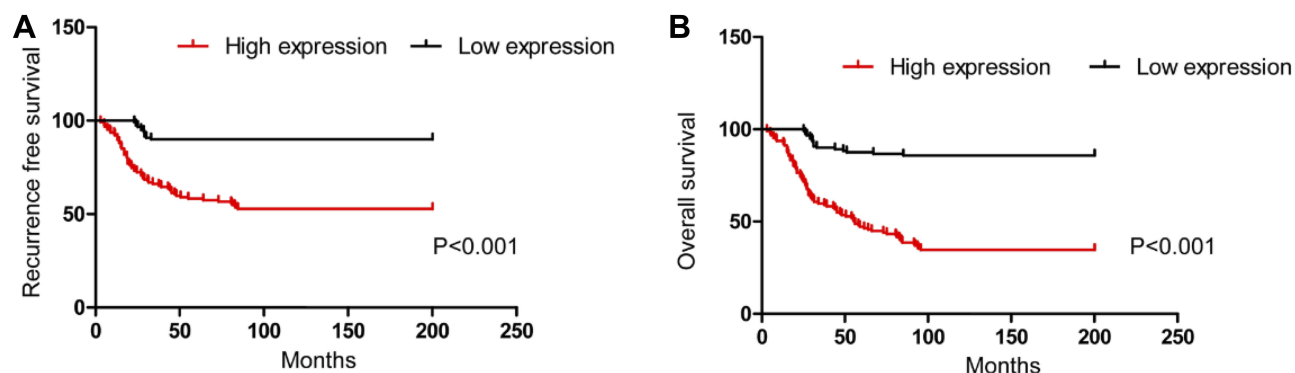 A
Recurrence free survival
150
100
50
0
High expression
Low expression
P<0.001
0 50 100 150 200 250
Months
B
Overall survival
150
100
50
0
High expression
Low expression
P<0.001
0 50 100 150 200 250
Months